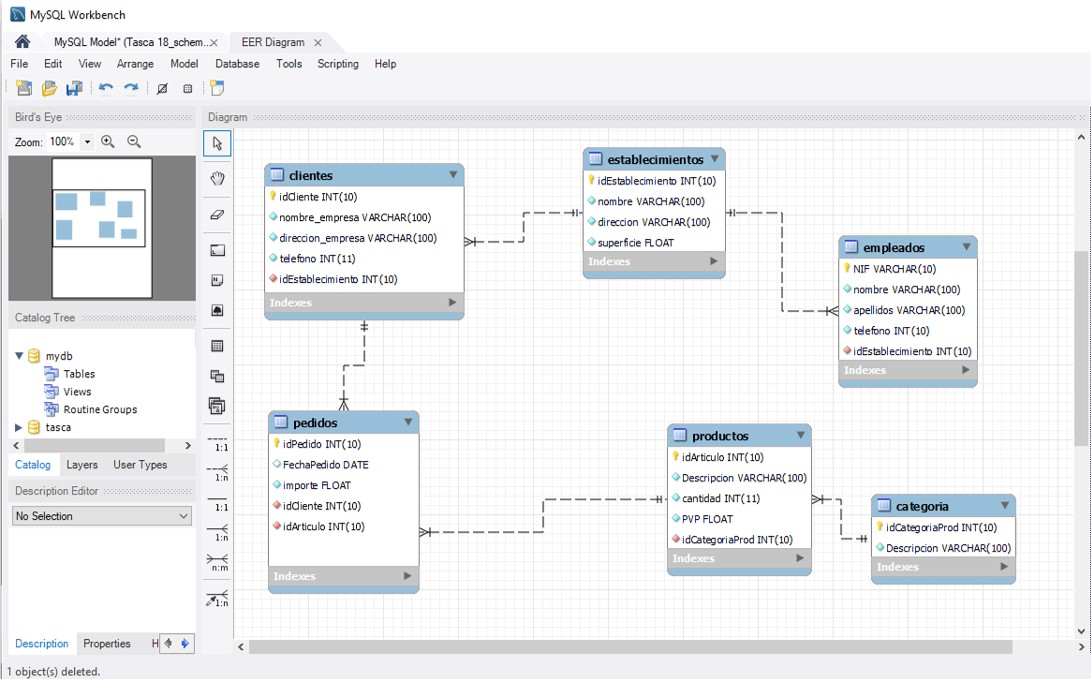 MySQL Workbench
MySQL Model* (Tasca 18_schem... EER Diagram
File Edit View Arrange Model Database Tools Scripting Help
Bird's Eye
Zoom: 100%
Catalog Tree
mydb
Tables
Views
Routine Groups
tasca
Catalog Layers User Types
Description Editor
No Selection
Description Properties H
1 object(s) deleted.
Diagram
1:1
1:n
1:1
1:n
n:m
1:n
clientes
idCliente INT(10)
nombre_empresa VARCHAR(100)
direccion_empresa VARCHAR(100)
telefono INT(11)
idEstablecimiento INT(10)
Indexes
establecimientos
idEstablecimiento INT(10)
nombre VARCHAR(100)
direccion VARCHAR(100)
superficie FLOAT
Indexes
empleados
NIF VARCHAR(10)
nombre VARCHAR(100)
apellidos VARCHAR(100)
telefono INT(10)
idEstablecimiento INT(10)
Indexes
pedidos
idPedido INT(10)
FechaPedido DATE
importe FLOAT
idCliente INT(10)
idArticulo INT(10)
Indexes
productos
idArticulo INT(10)
Descripcion VARCHAR(100)
cantidad INT(11)
PVP FLOAT
idCategoriaProd INT(10)
Indexes
categoria
idCategoriaProd INT(10)
Descripcion VARCHAR(100)
Indexes